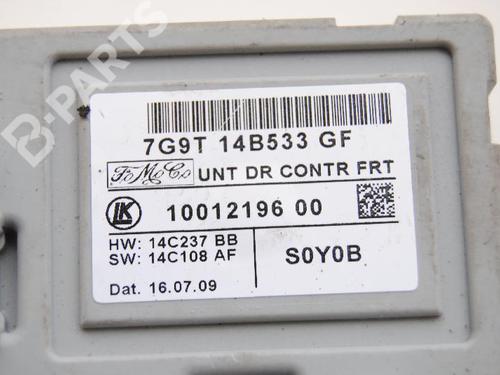 B-PARTS
7G9T 14B533 GF
FoMoCo UNT DR CONTR FRT
LK 10012196 00
HW: 14C237 BB
SW: 14C108 AF
S0Y0B
Dat. 16.07.09